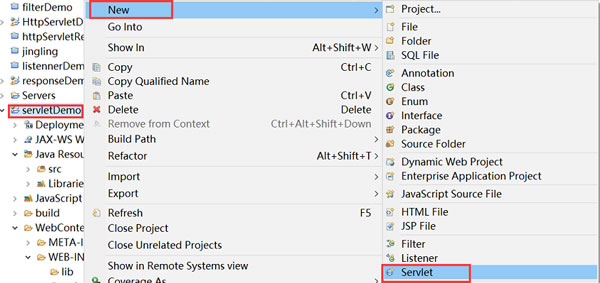 filterDemo
HttpServletD
httpServletRe
jingling
listennerDem
responseDem
Servers
servletDemo
Deployme
JAX-WS W
Java Resou
src
Librarie
JavaScript
build
WebConte
META-I
WEB-IN
lib
New
Go Into
Show In Alt+Shift+W
Copy Ctrl+C
Copy Qualified Name
Paste Ctrl+V
Delete Delete
Remove from Context Ctrl+Alt+Shift+Down
Build Path
Refactor Alt+Shift+T
Import
Export
Refresh F5
Close Project
Close Unrelated Projects
Show in Remote Systems view
Coverage As
Project...
File
Folder
SQL File
Annotation
Class
Enum
Interface
Package
Source Folder
Dynamic Web Project
Enterprise Application Project
JavaScript Source File
HTML File
JSP File
Filter
Listener
Servlet